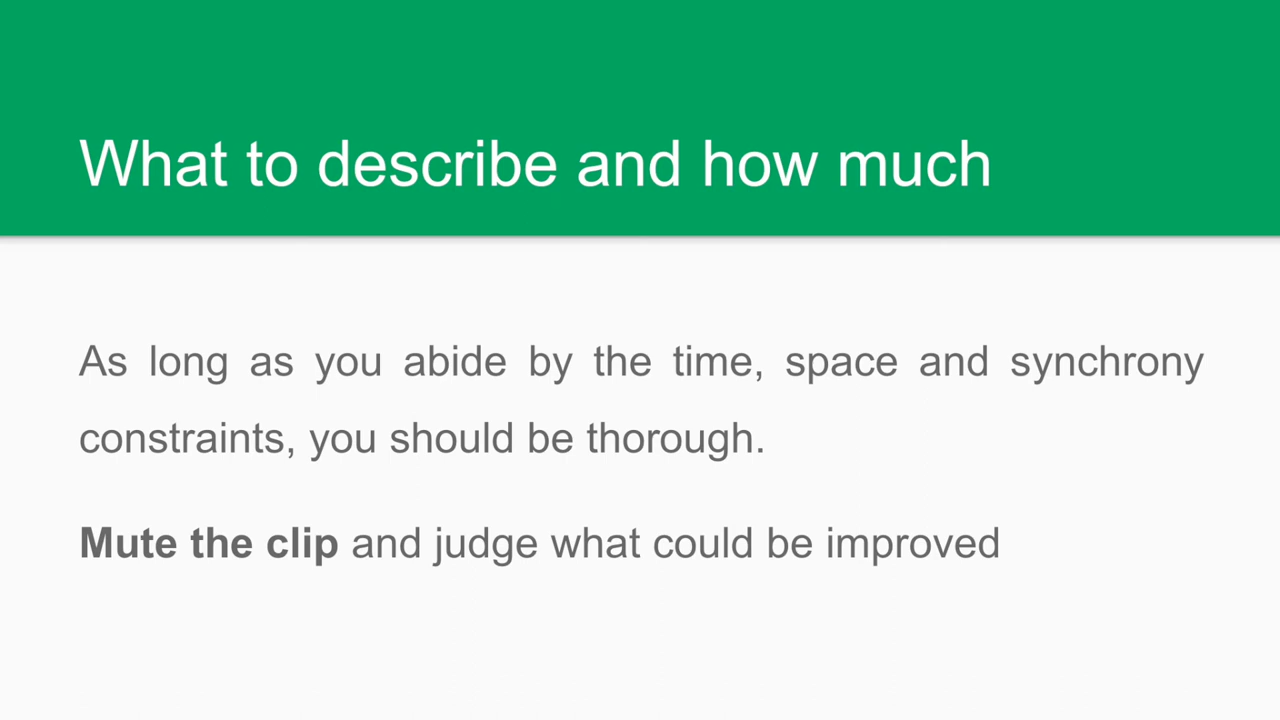 What to describe and how much
As long as you abide by the time, space and synchrony
constraints, you should be thorough.
Mute the clip and judge what could be improved